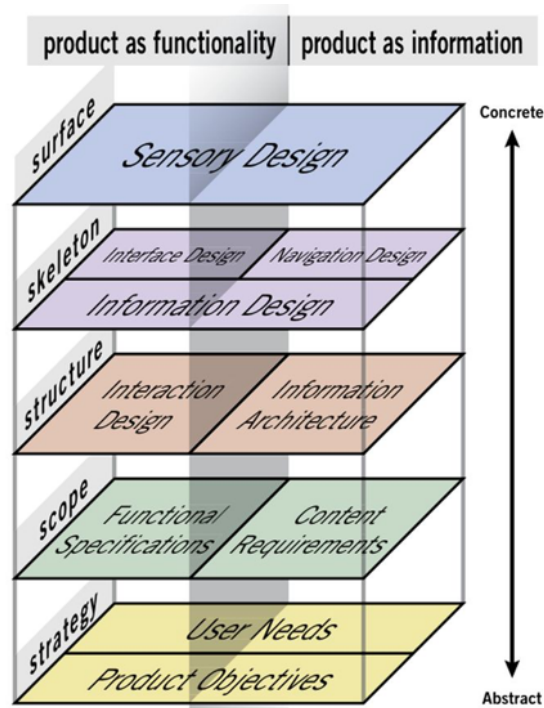 product as functionality
product as information
Concrete
surface
Sensory Design
skeleton
Interface Design
Navigation Design
Information Design
structure
Interaction
Design
Information
Architecture
scope
Functional
Specifications
Content
Requirements
strategy
User Needs
Product Objectives
Abstract